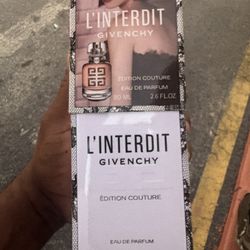 L'INTERDIT
GIVENCHY
ÉDITION COUTURE
EAU DE PARFUM
80 ML 2.6 FL.OZ
L'INTERDIT
GIVENCHY
ÉDITION COUTURE
EAU DE PARFUM